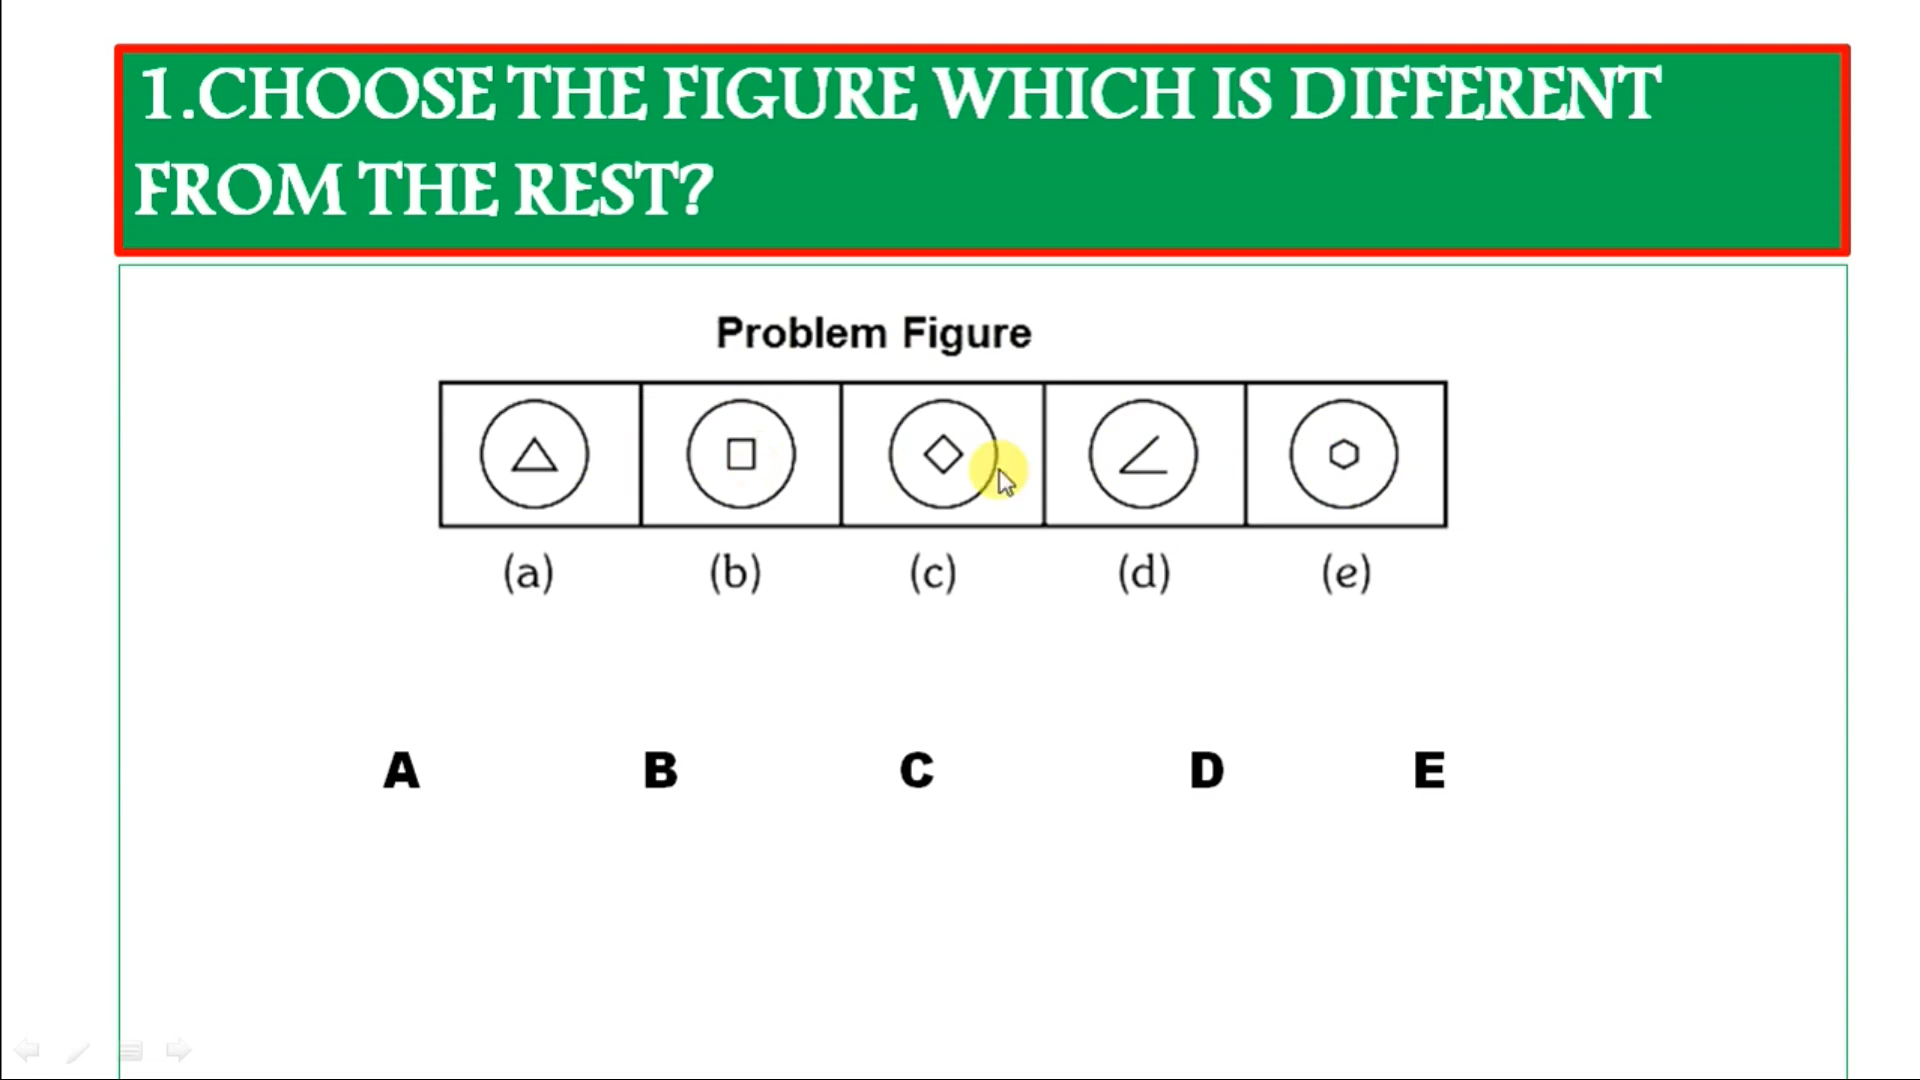 1.CHOOSE THE FIGURE WHICH IS DIFFERENT
FROM THE REST?
Problem Figure
(a) (b) (c) (d) (e)
A B C D E